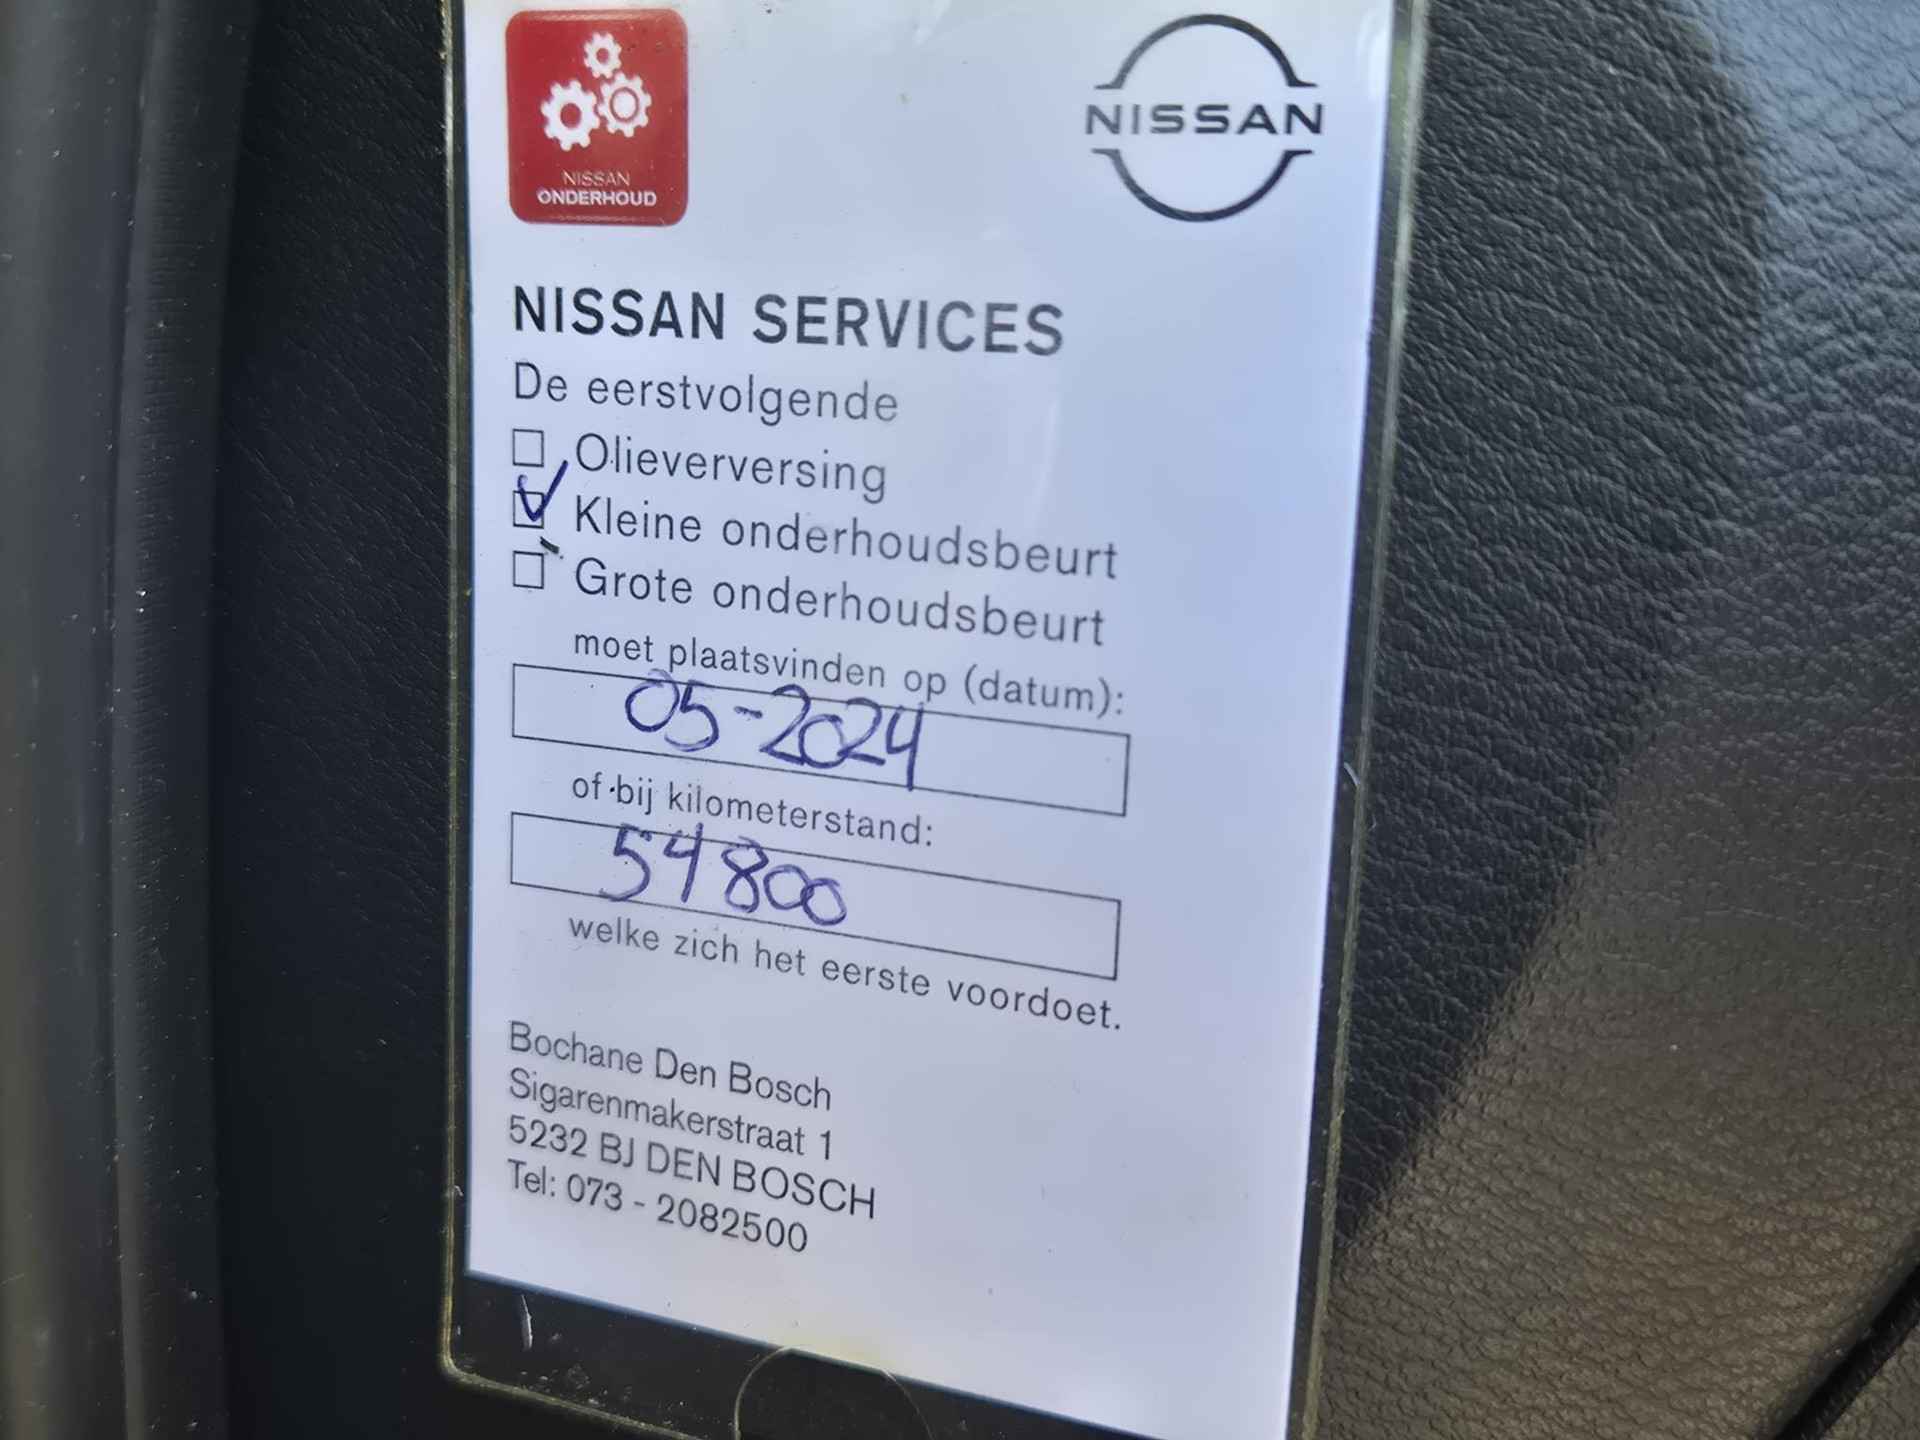 NISSAN
ONDERHOUD
NISSAN
NISSAN SERVICES
De eerstvolgende
Olieverversing
Kleine onderhoudsbeurt
Grote onderhoudsbeurt
moet plaatsvinden op (datum):
05-2024
of bij kilometerstand:
54800
welke zich het eerste voordoet.
Bochane Den Bosch
Sigarenmakerstraat 1
5232 BJ DEN BOSCH
Tel: 073 - 2082500